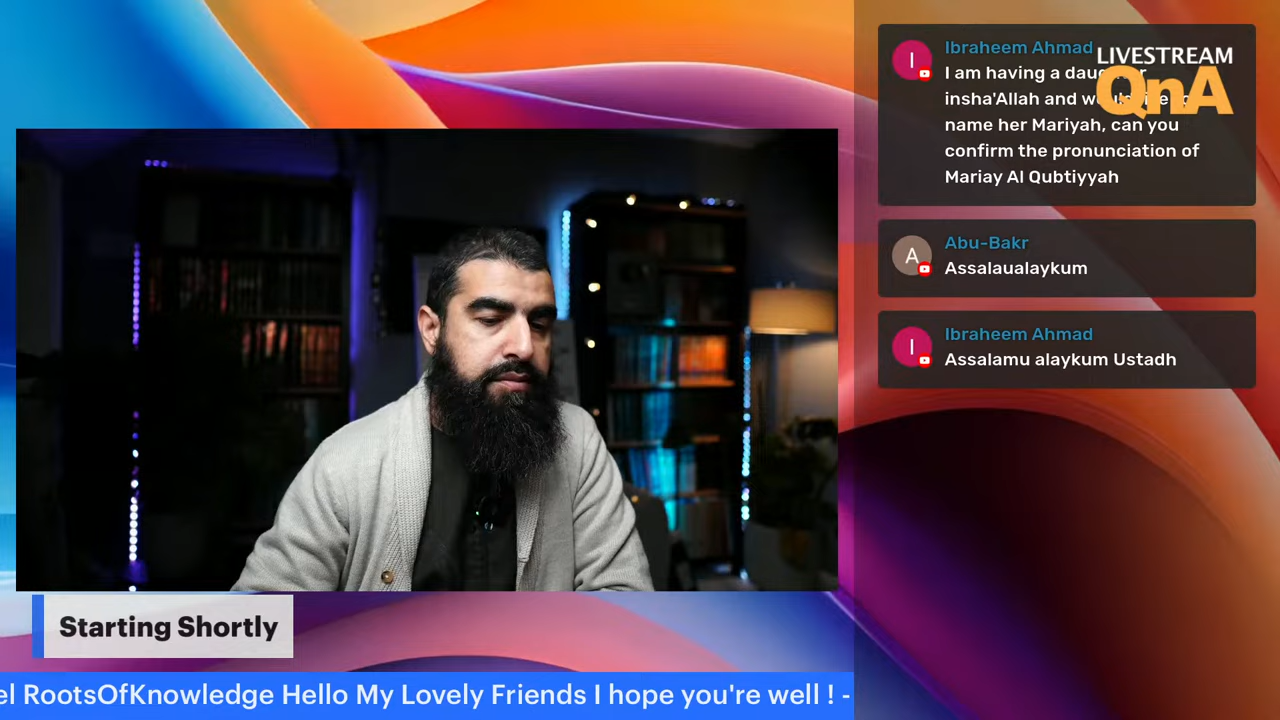 Ibraheem Ahmad
I am having a
insha'Allah and
name her Mariyah, can you
confirm the pronunciation of
Mariay Al Qubtiyyah
LIVESTREAM
QnA
Abu-Bakr
Assalaualaykum
Ibraheem Ahmad
Assalamu alaykum Ustadh
Starting Shortly
RootsOfKnowledge Hello My Lovely Friends I hope you're well ! -